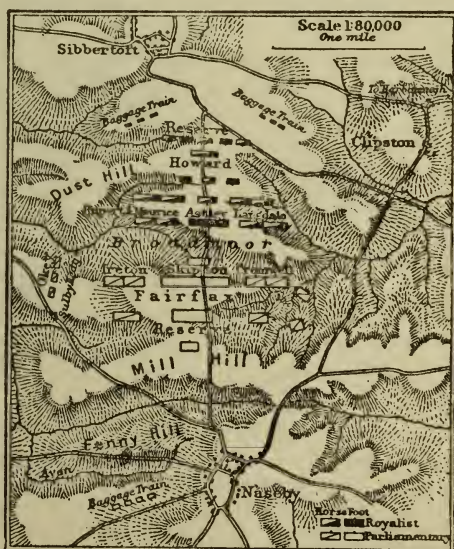 Scale 1:80,000
One mile
Sibbertoft
To Harborough
Baggage Train
Baggage Train
Clipston
Reserve
Howard
Dust Hill
Rupert Maurice Astley Langdale
Broadmoor
Ireton Skippon Cromwell
Fairfax
Sulby
Reserve
Mill Hill
Fenny Hill
Avon
Baggage Train
Naseby
Horse Foot
Royalist
Parliamentary